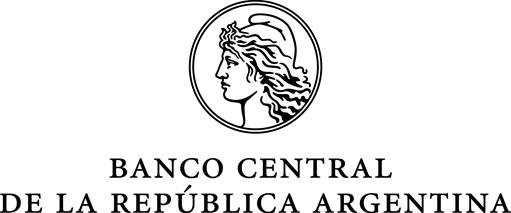 BANCO CENTRAL
DE LA REPÚBLICA ARGENTINA